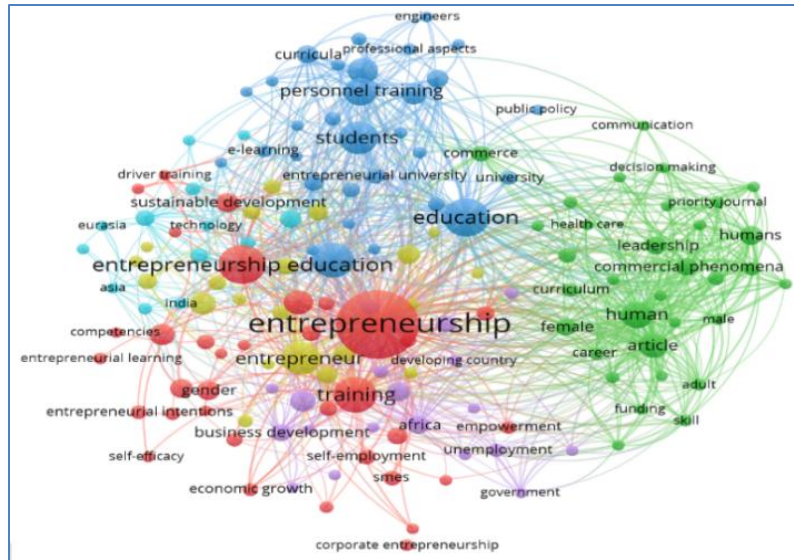 engineers
curricula
professional aspects
personnel training
public policy
students
communication
e-learning
commerce
driver training
entrepreneurial university
university
decision making
sustainable development
priority journal
eurasia
technology
education
health care
leadership
humans
entrepreneurship education
commercial phenomena
asia
india
curriculum
competencies
entrepreneurship
human
female
male
entrepreneurial learning
entrepreneur
developing country
career
article
gender
training
adult
entrepreneurial intentions
africa
empowerment
funding
skill
business development
self-efficacy
self-employment
unemployment
economic growth
smes
government
corporate entrepreneurship